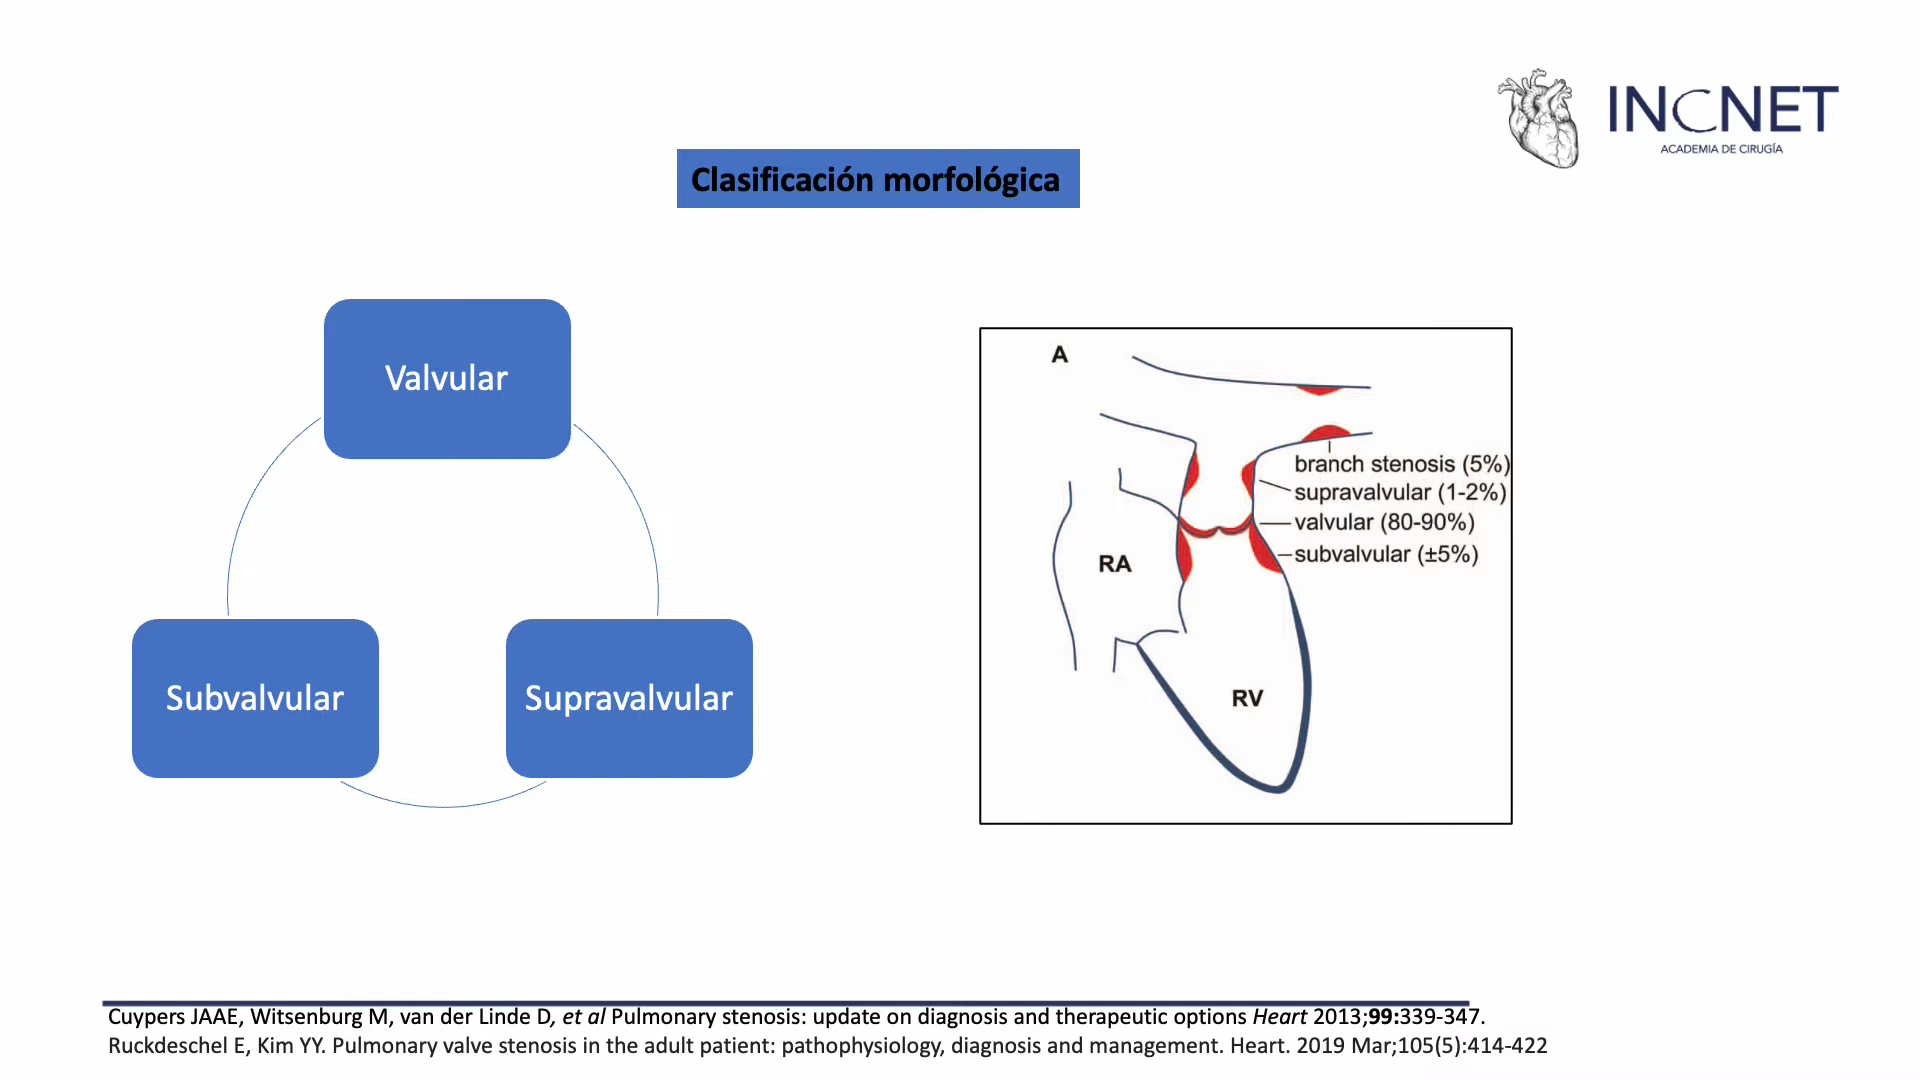 INCNET
ACADEMIA DE CIRUGÍA
Clasificación morfológica
Valvular
Subvalvular
Supravalvular
A
branch stenosis (5%)
supravalvular (1-2%)
valvular (80-90%)
subvalvular (±5%)
RA
RV
Cuypers JAAE, Witsenburg M, van der Linde D, et al Pulmonary stenosis: update on diagnosis and therapeutic options Heart 2013;99:339-347.
Ruckdeschel E, Kim YY. Pulmonary valve stenosis in the adult patient: pathophysiology, diagnosis and management. Heart. 2019 Mar;105(5):414-422